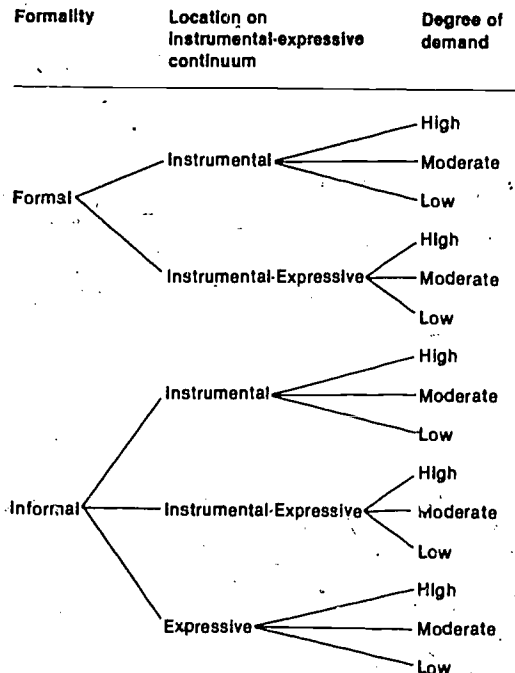 Formality Location on Degree of
instrumental-expressive demand
continuum
High
Instrumental Moderate
Low
Formal
High
Instrumental-Expressive Moderate
Low
High
Instrumental Moderate
Low
High
Informal Instrumental-Expressive Moderate
Low
High
Expressive Moderate
Low